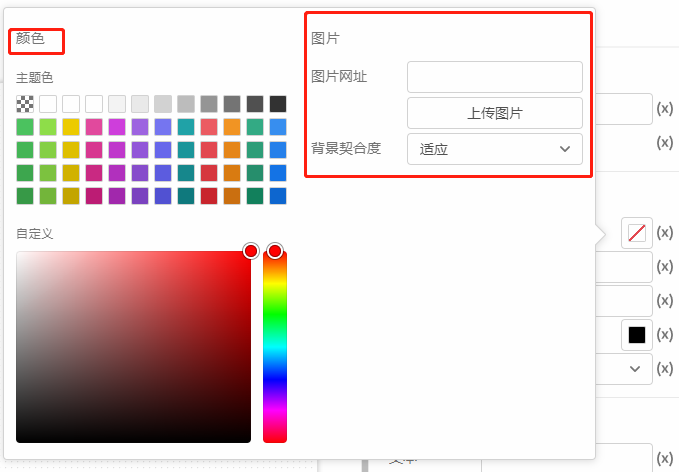 颜色
主题色
自定义
图片
图片网址
上传图片
背景契合度
适应
(x)
(x)
(x)
(x)
(x)
(x)
(x)
(x)